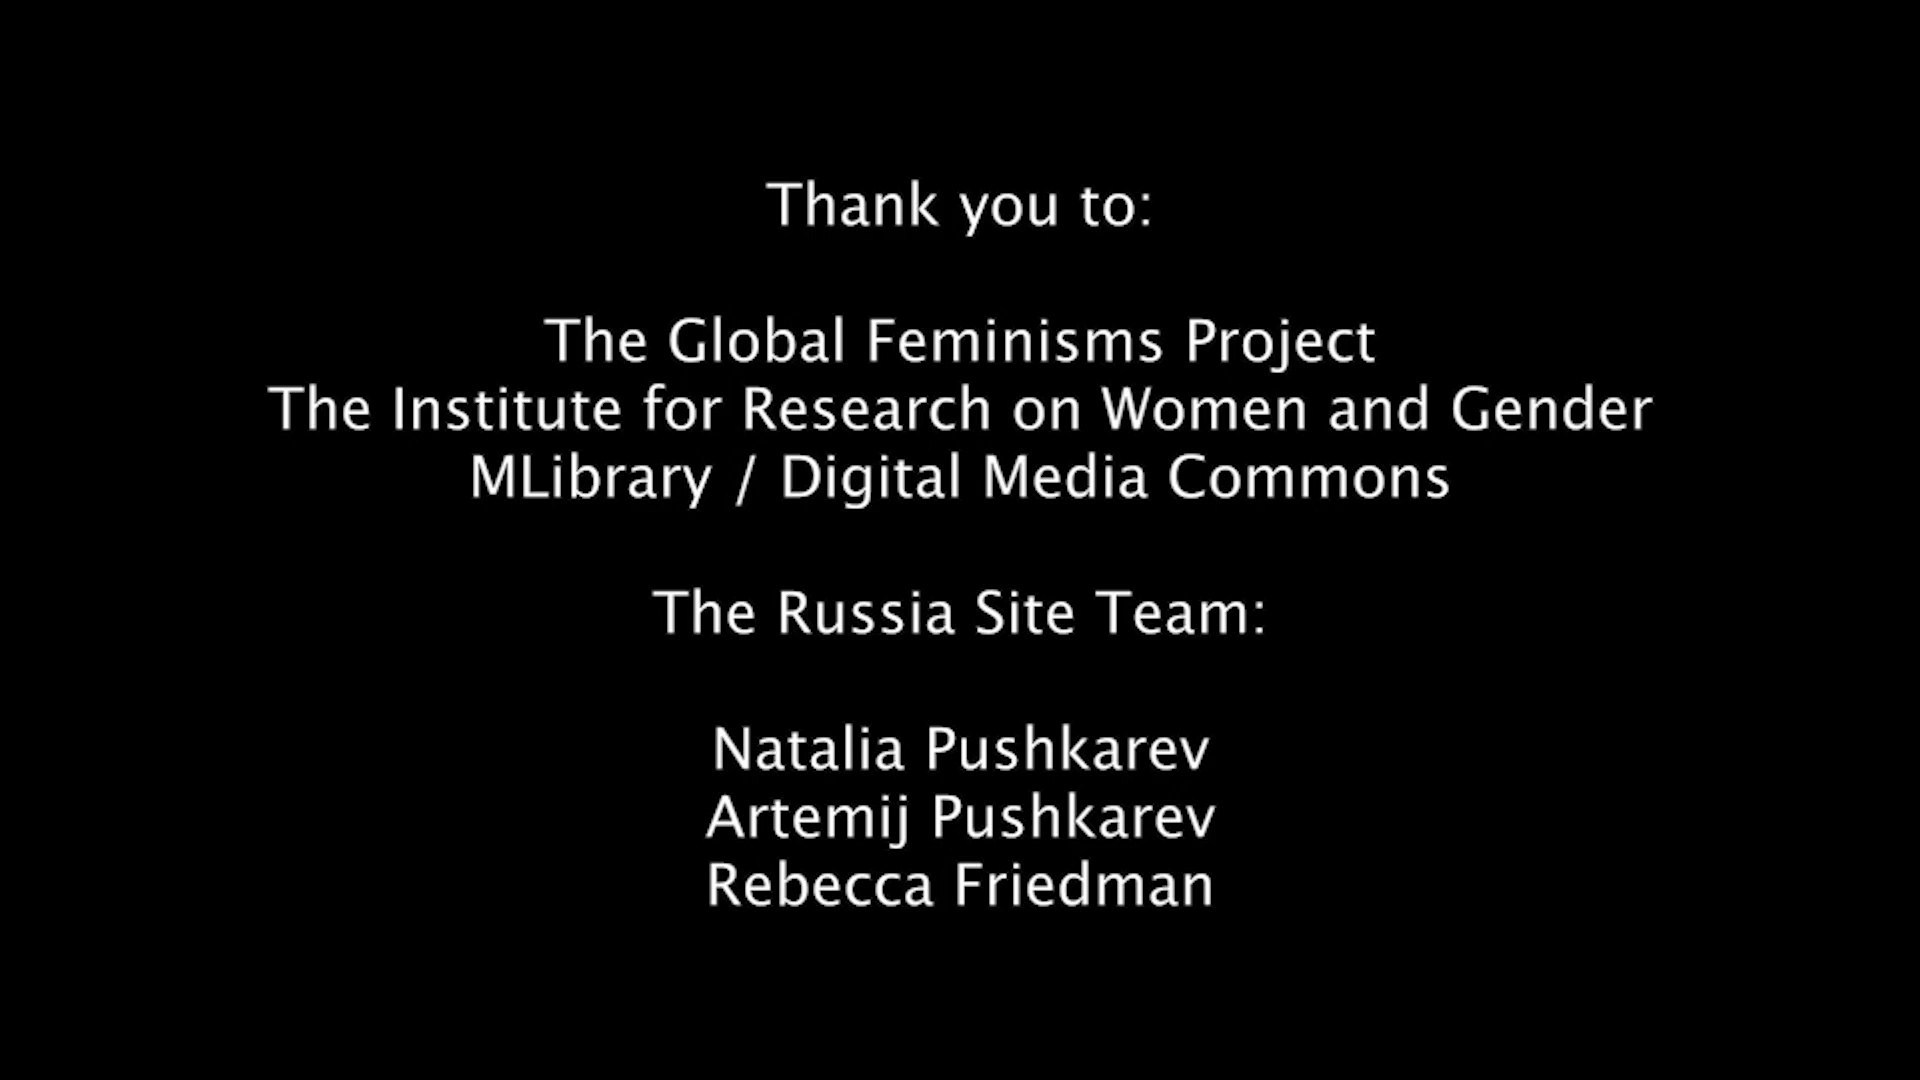 Thank you to:
The Global Feminisms Project
The Institute for Research on Women and Gender
MLibrary / Digital Media Commons
The Russia Site Team:
Natalia Pushkarev
Artemij Pushkarev
Rebecca Friedman